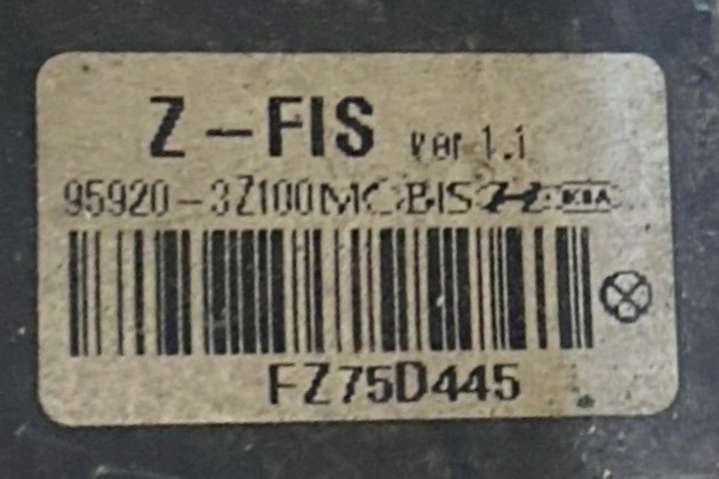 Z-FIS ver 1.1
95920-3Z100 MOBIS KIA
FZ75D445